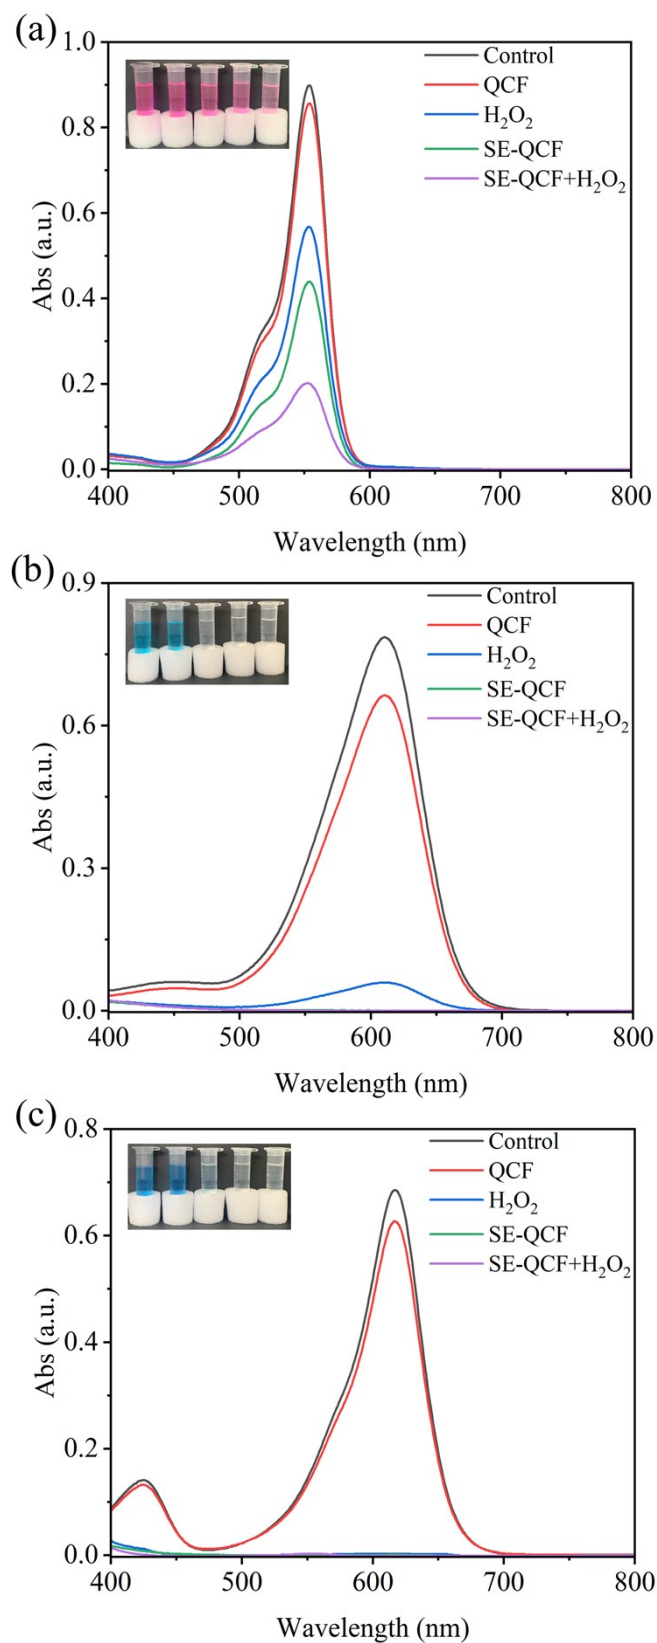 (a)
1.0
0.8
0.6
0.4
0.2
0.0
Abs (a.u.)
Control
QCF
H₂O₂
SE-QCF
SE-QCF+H₂O₂
400 500 600 700 800
Wavelength (nm)
(b)
0.9
0.6
0.3
0.0
Abs (a.u.)
Control
QCF
H₂O₂
SE-QCF
SE-QCF+H₂O₂
400 500 600 700 800
Wavelength (nm)
(c)
0.8
0.6
0.4
0.2
0.0
Abs (a.u.)
Control
QCF
H₂O₂
SE-QCF
SE-QCF+H₂O₂
400 500 600 700 800
Wavelength (nm)